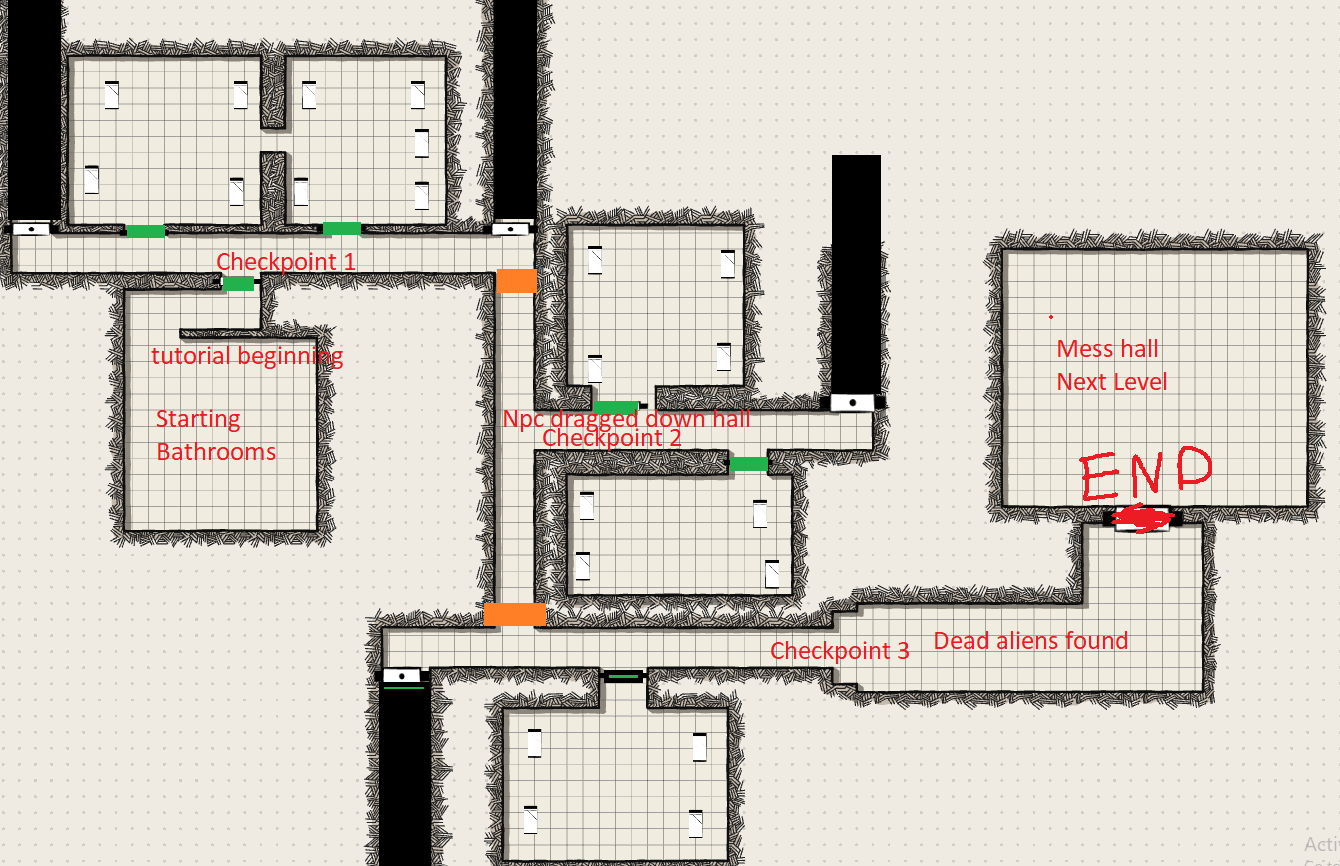 Checkpoint 1
tutorial beginning
Starting
Bathrooms
Npc dragged down hall
Checkpoint 2
Mess hall
Next Level
END
Checkpoint 3
Dead aliens found